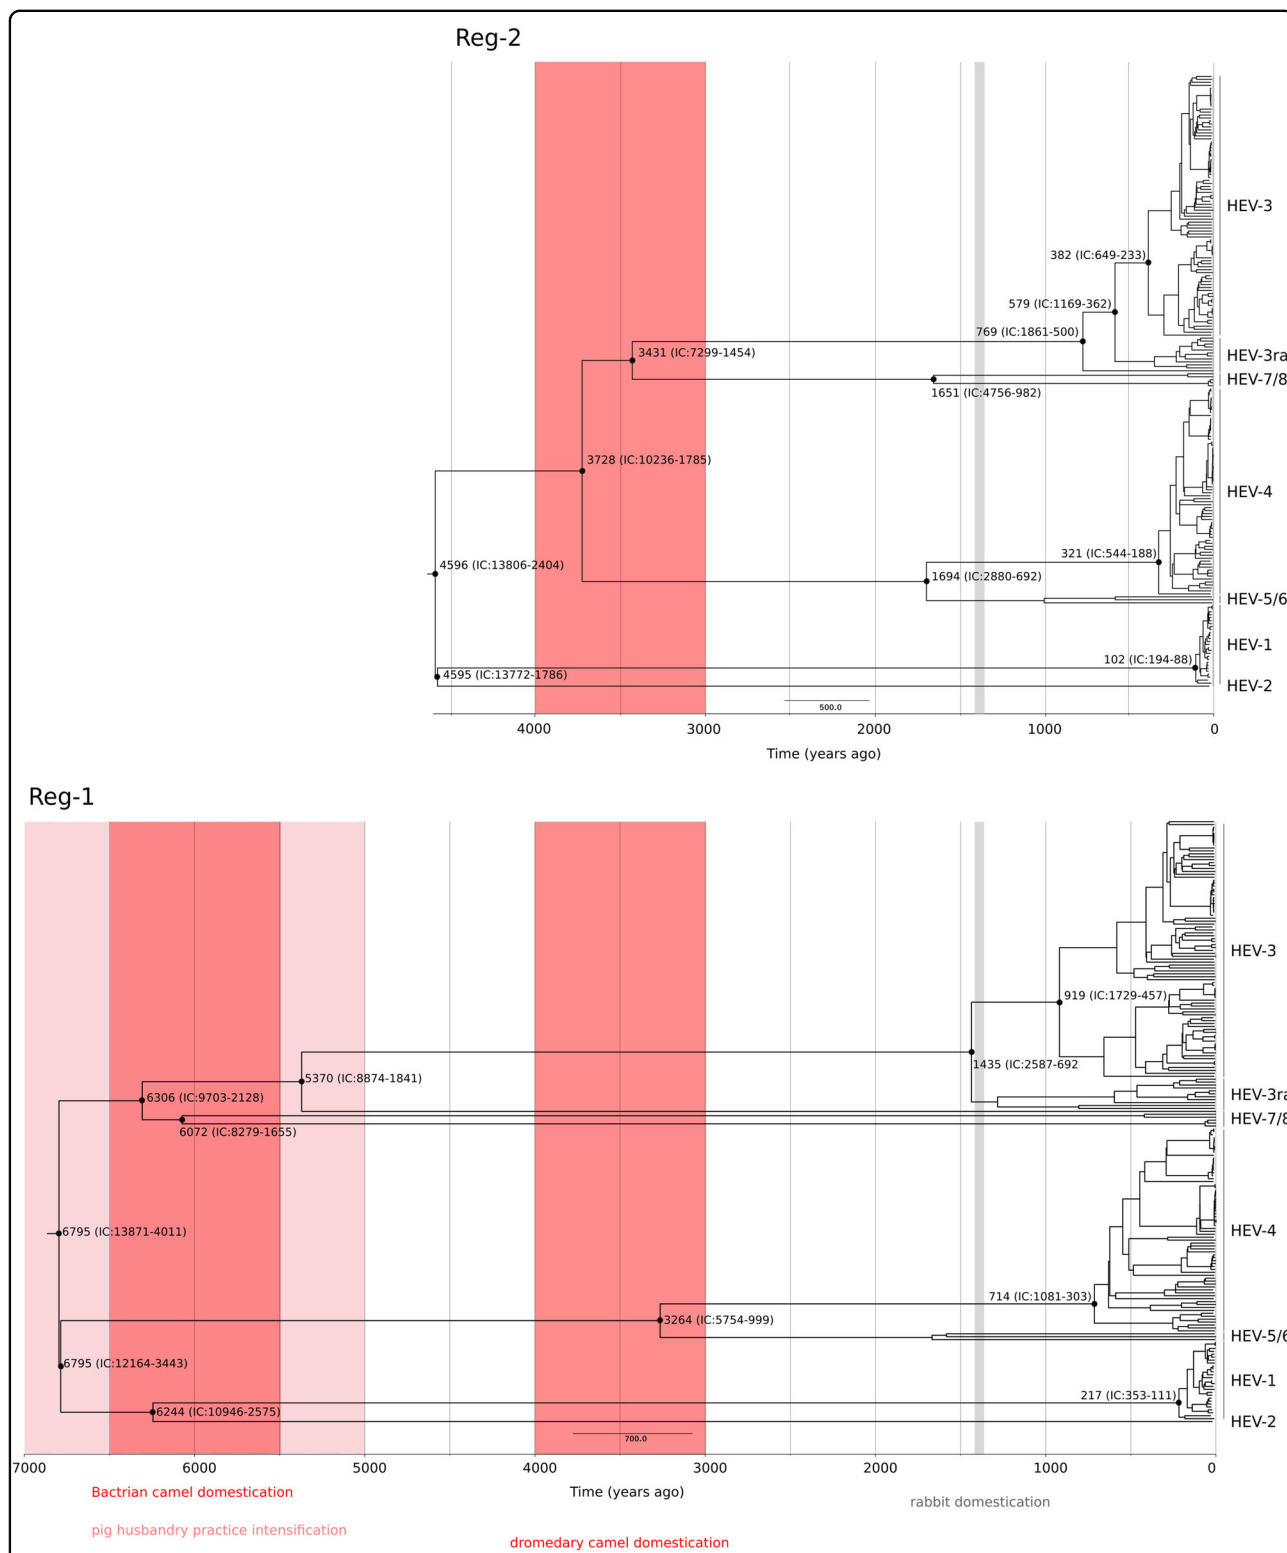 Reg-2
HEV-3
382 (IC:649-233)
579 (IC:1169-362)
769 (IC:1861-500)
3431 (IC:7299-1454)
HEV-3ra
HEV-7/8
1651 (IC:4756-982)
3728 (IC:10236-1785)
HEV-4
321 (IC:544-188)
4596 (IC:13806-2404)
1694 (IC:2880-692)
HEV-5/6
HEV-1
102 (IC:194-88)
4595 (IC:13772-1786)
HEV-2
500.0
4000 3000 2000 1000 0
Time (years ago)
Reg-1
HEV-3
919 (IC:1729-457)
1435 (IC:2587-692
5370 (IC:8874-1841)
6306 (IC:9703-2128)
HEV-3ra
HEV-7/8
6072 (IC:8279-1655)
6795 (IC:13871-4011)
HEV-4
714 (IC:1081-303)
3264 (IC:5754-999)
HEV-5/6
6795 (IC:12164-3443)
HEV-1
217 (IC:353-111)
6244 (IC:10946-2575)
HEV-2
700.0
7000 6000 5000 4000 3000 2000 1000 0
Bactrian camel domestication
Time (years ago)
rabbit domestication
pig husbandry practice intensification
dromedary camel domestication